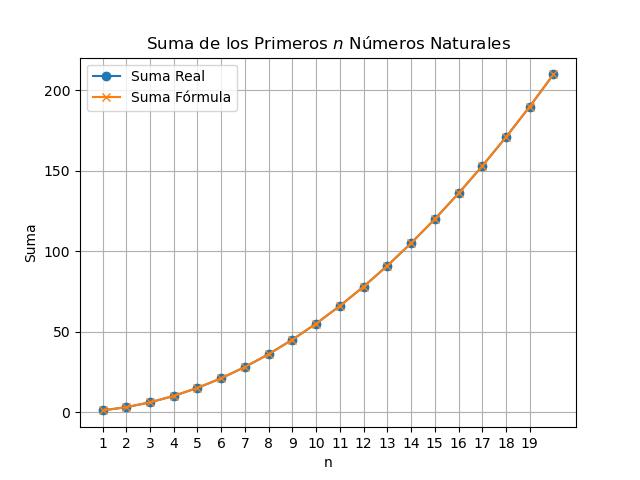 Suma de los Primeros n Números Naturales
Suma Real
Suma Fórmula
200
150
100
50
0
Suma
1 2 3 4 5 6 7 8 9 10 11 12 13 14 15 16 17 18 19
n